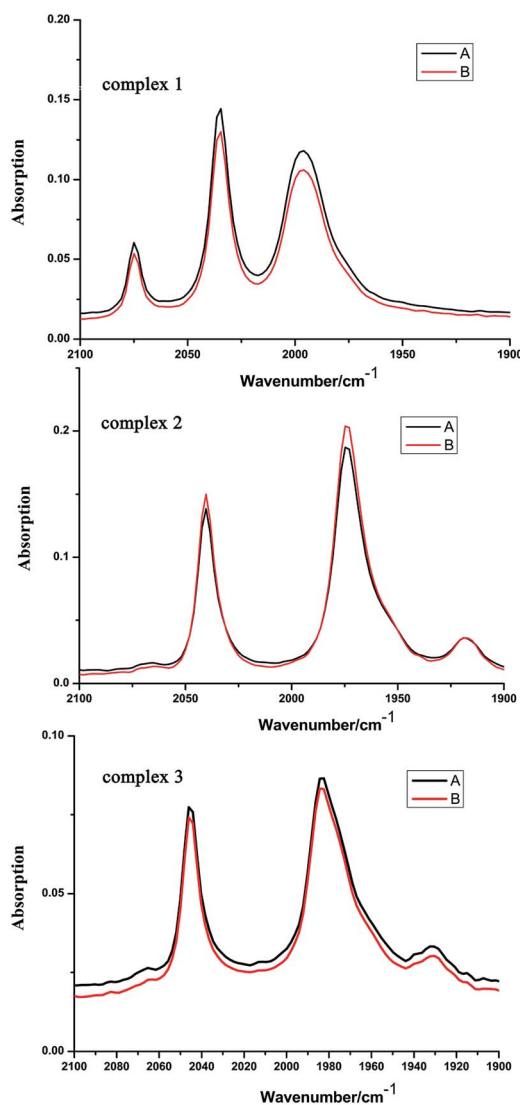 0.20
A
B
complex 1
0.15
Absorption
0.10
0.05
0.00
2100 2050 2000 1950 1900
Wavenumber/cm-1
A
B
complex 2
0.2
Absorption
0.1
0.0
2100 2050 2000 1950 1900
Wavenumber/cm-1
0.10
A
B
complex 3
Absorption
0.05
0.00
2100 2080 2060 2040 2020 2000 1980 1960 1940 1920 1900
Wavenumber/cm-1